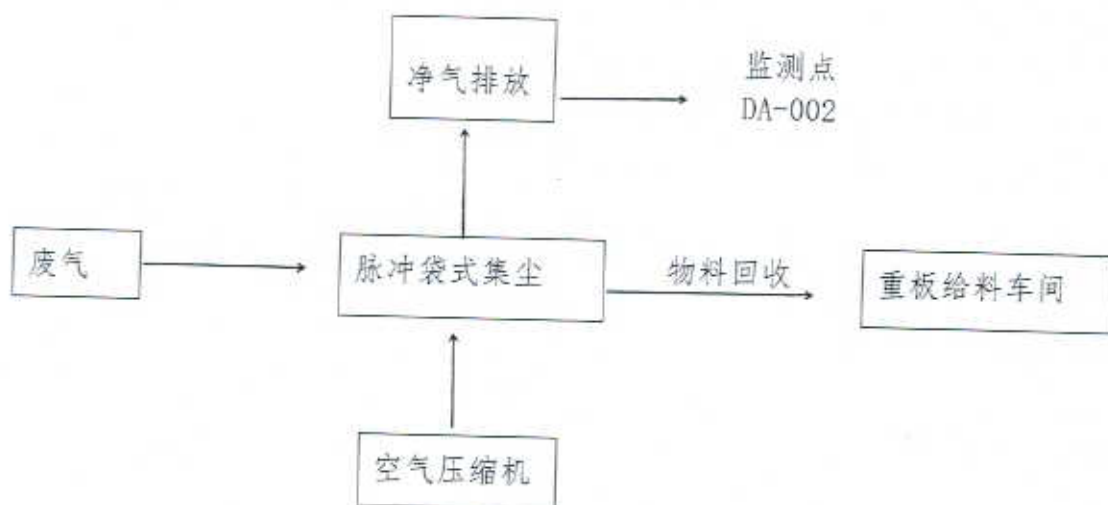 净气排放
监测点
DA-002
废气
脉冲袋式集尘
物料回收
重板给料车间
空气压缩机